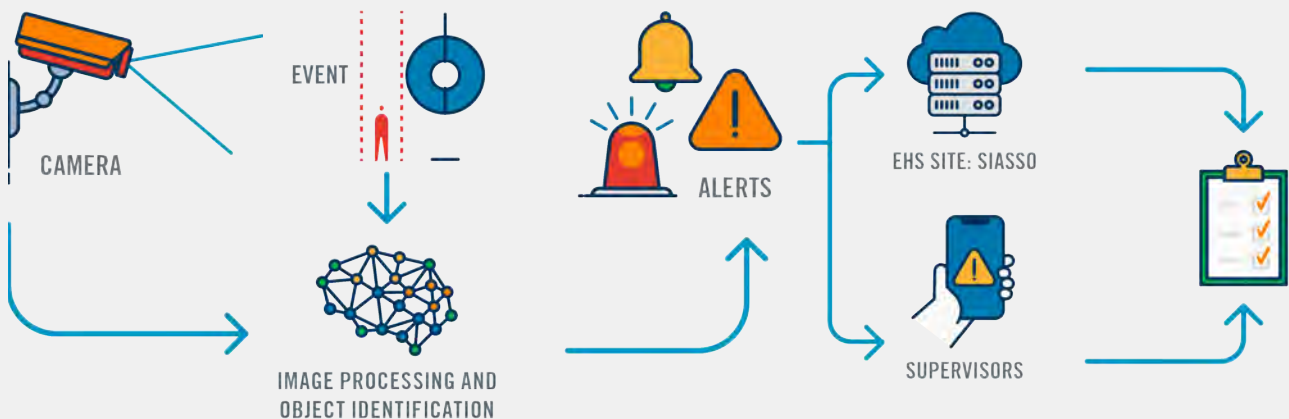 CAMERA
EVENT
IMAGE PROCESSING AND
OBJECT IDENTIFICATION
ALERTS
EHS SITE: SIASSO
SUPERVISORS